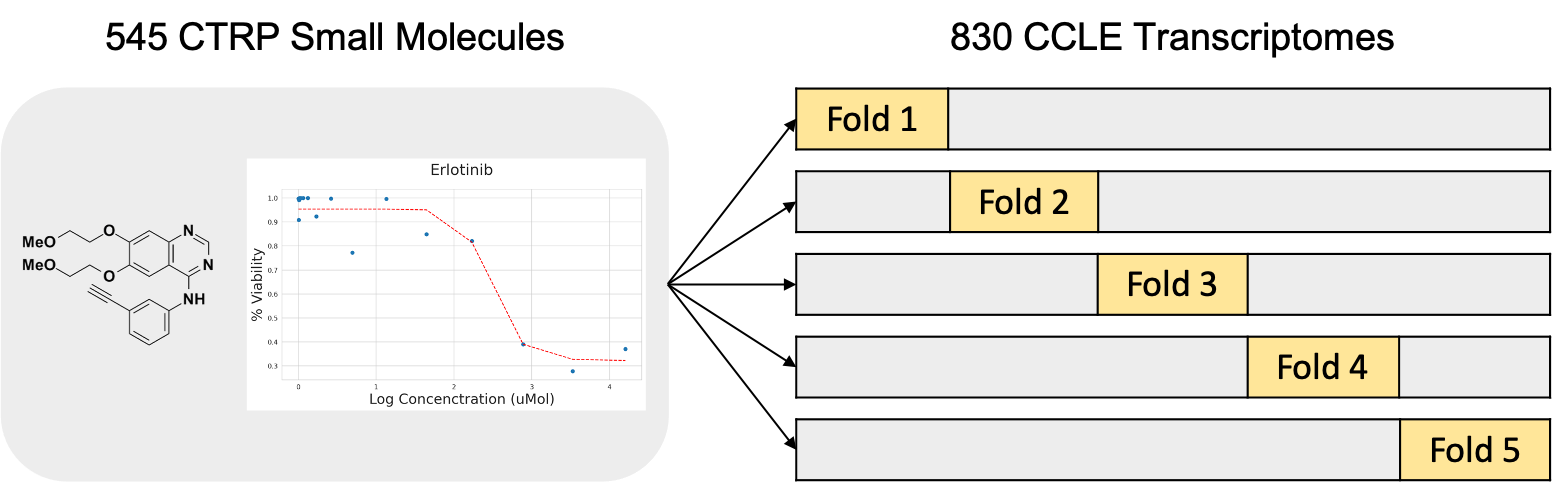 545 CTRP Small Molecules
830 CCLE Transcriptomes
MeO
O
N
MeO
O
N
NH
Erlotinib
1.0
0.9
0.8
0.7
0.6
0.5
0.4
0.3
% Viability
0
1
2
3
4
Log Concenctration (uMol)
Fold 1
Fold 2
Fold 3
Fold 4
Fold 5